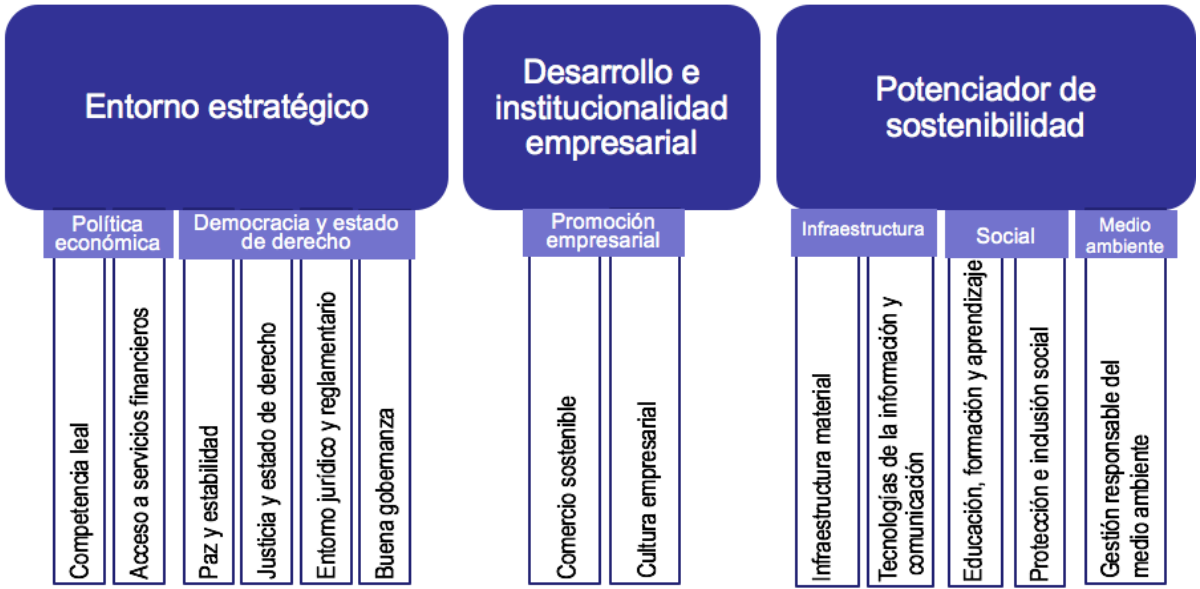 Entorno estratégico
Desarrollo e
institucionalidad
empresarial
Potenciador de
sostenibilidad
Política
económica
Democracia y estado
de derecho
Promoción
empresarial
Infraestructura
Social
Medio
ambiente
Competencia leal
Acceso a servicios financieros
Paz y estabilidad
Justicia y estado de derecho
Entorno jurídico y reglamentario
Buena gobernanza
Comercio sostenible
Cultura empresarial
Infraestructura material
Tecnologías de la información y
comunicación
Educación, formación y aprendizaje
Protección e inclusión social
Gestión responsable del
medio ambiente